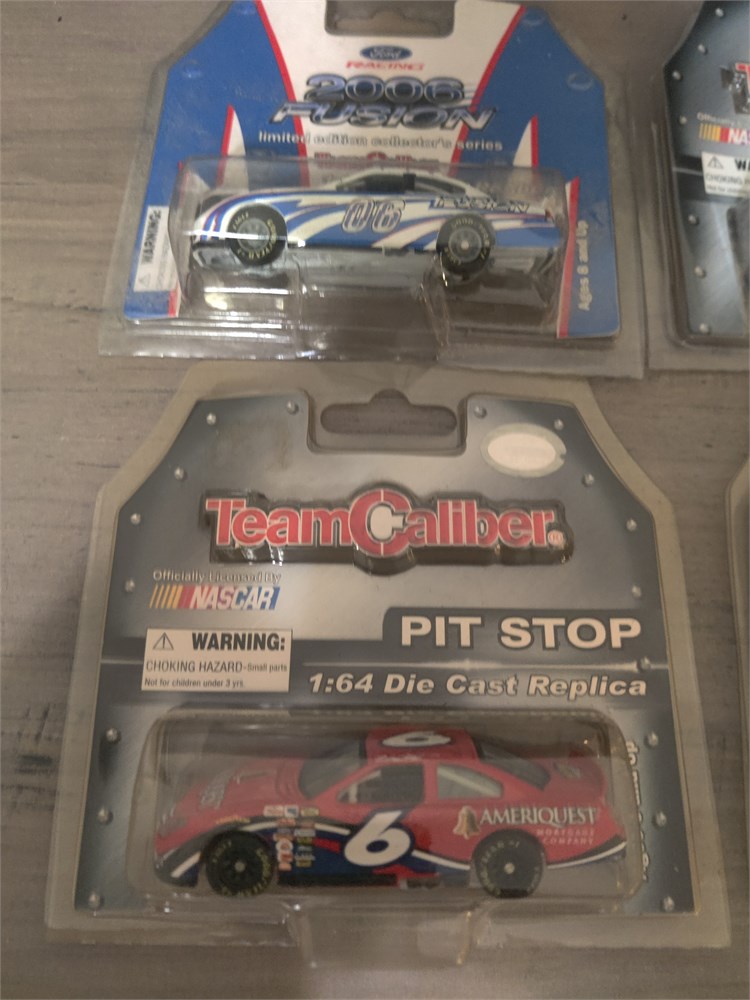 Ford
RACING
2006
FUSION
limited edition collector's series
TeamCaliber
WARNING:
06
FUSION
Ages 8 and Up
TeamCaliber
Officially Licensed By
NASCAR
PIT STOP
WARNING:
CHOKING HAZARD-Small parts
Not for children under 3 yrs.
1:64 Die Cast Replica
6
6
AMERIQUEST
MORTGAGE
COMPANY